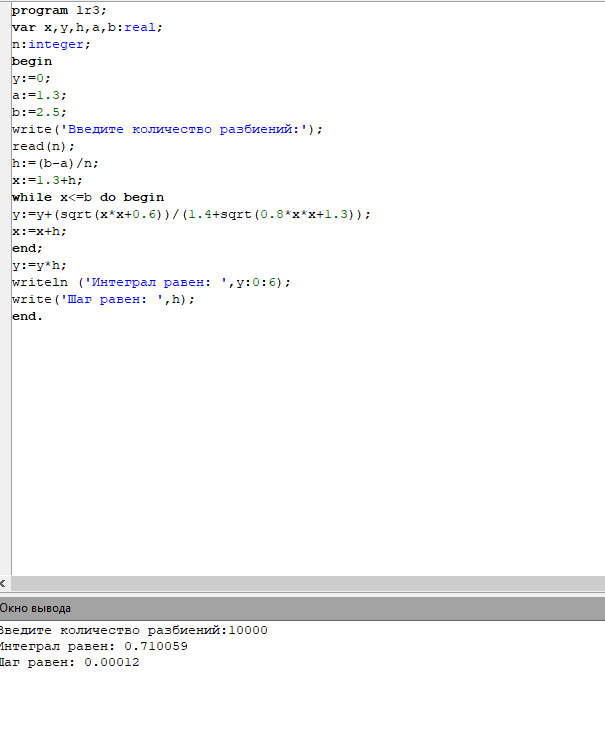 program lr3;
var x,y,h,a,b:real;
n:integer;
begin
y:=0;
a:=1.3;
b:=2.5;
write('Введите количество разбиений:');
read(n);
h:=(b-a)/n;
x:=1.3+h;
while x<=b do begin
y:=y+(sqrt(x*x+0.6))/(1.4+sqrt(0.8*x*x+1.3));
x:=x+h;
end;
y:=y*h;
writeln ('Интеграл равен: ',y:0:6);
write('Шаг равен: ',h);
end.
Окно вывода
Введите количество разбиений:10000
Интеграл равен: 0.710059
Шаг равен: 0.00012